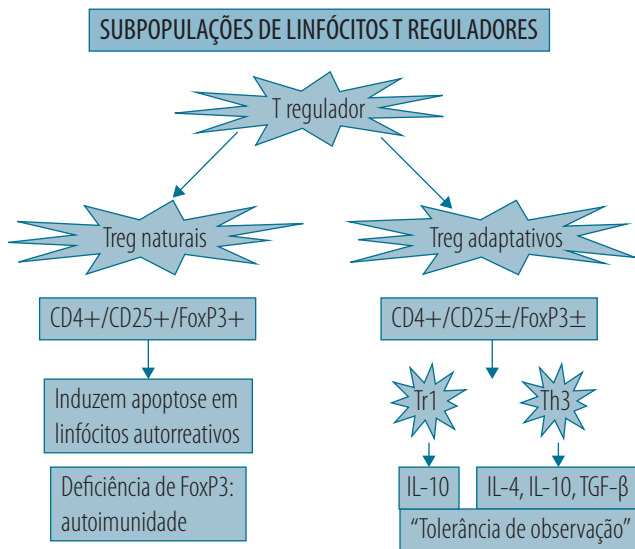 SUBPOPULAÇÕES DE LINFÓCITOS T REGULADORES
T regulador
Treg naturais
Treg adaptativos
CD4+/CD25+/FoxP3+
CD4+/CD25±/FoxP3±
Induzem apoptose em
linfócitos autorreativos
Tr1
Th3
Deficiência de FoxP3:
autoimunidade
IL-10
IL-4, IL-10, TGF-β
“Tolerância de observação”